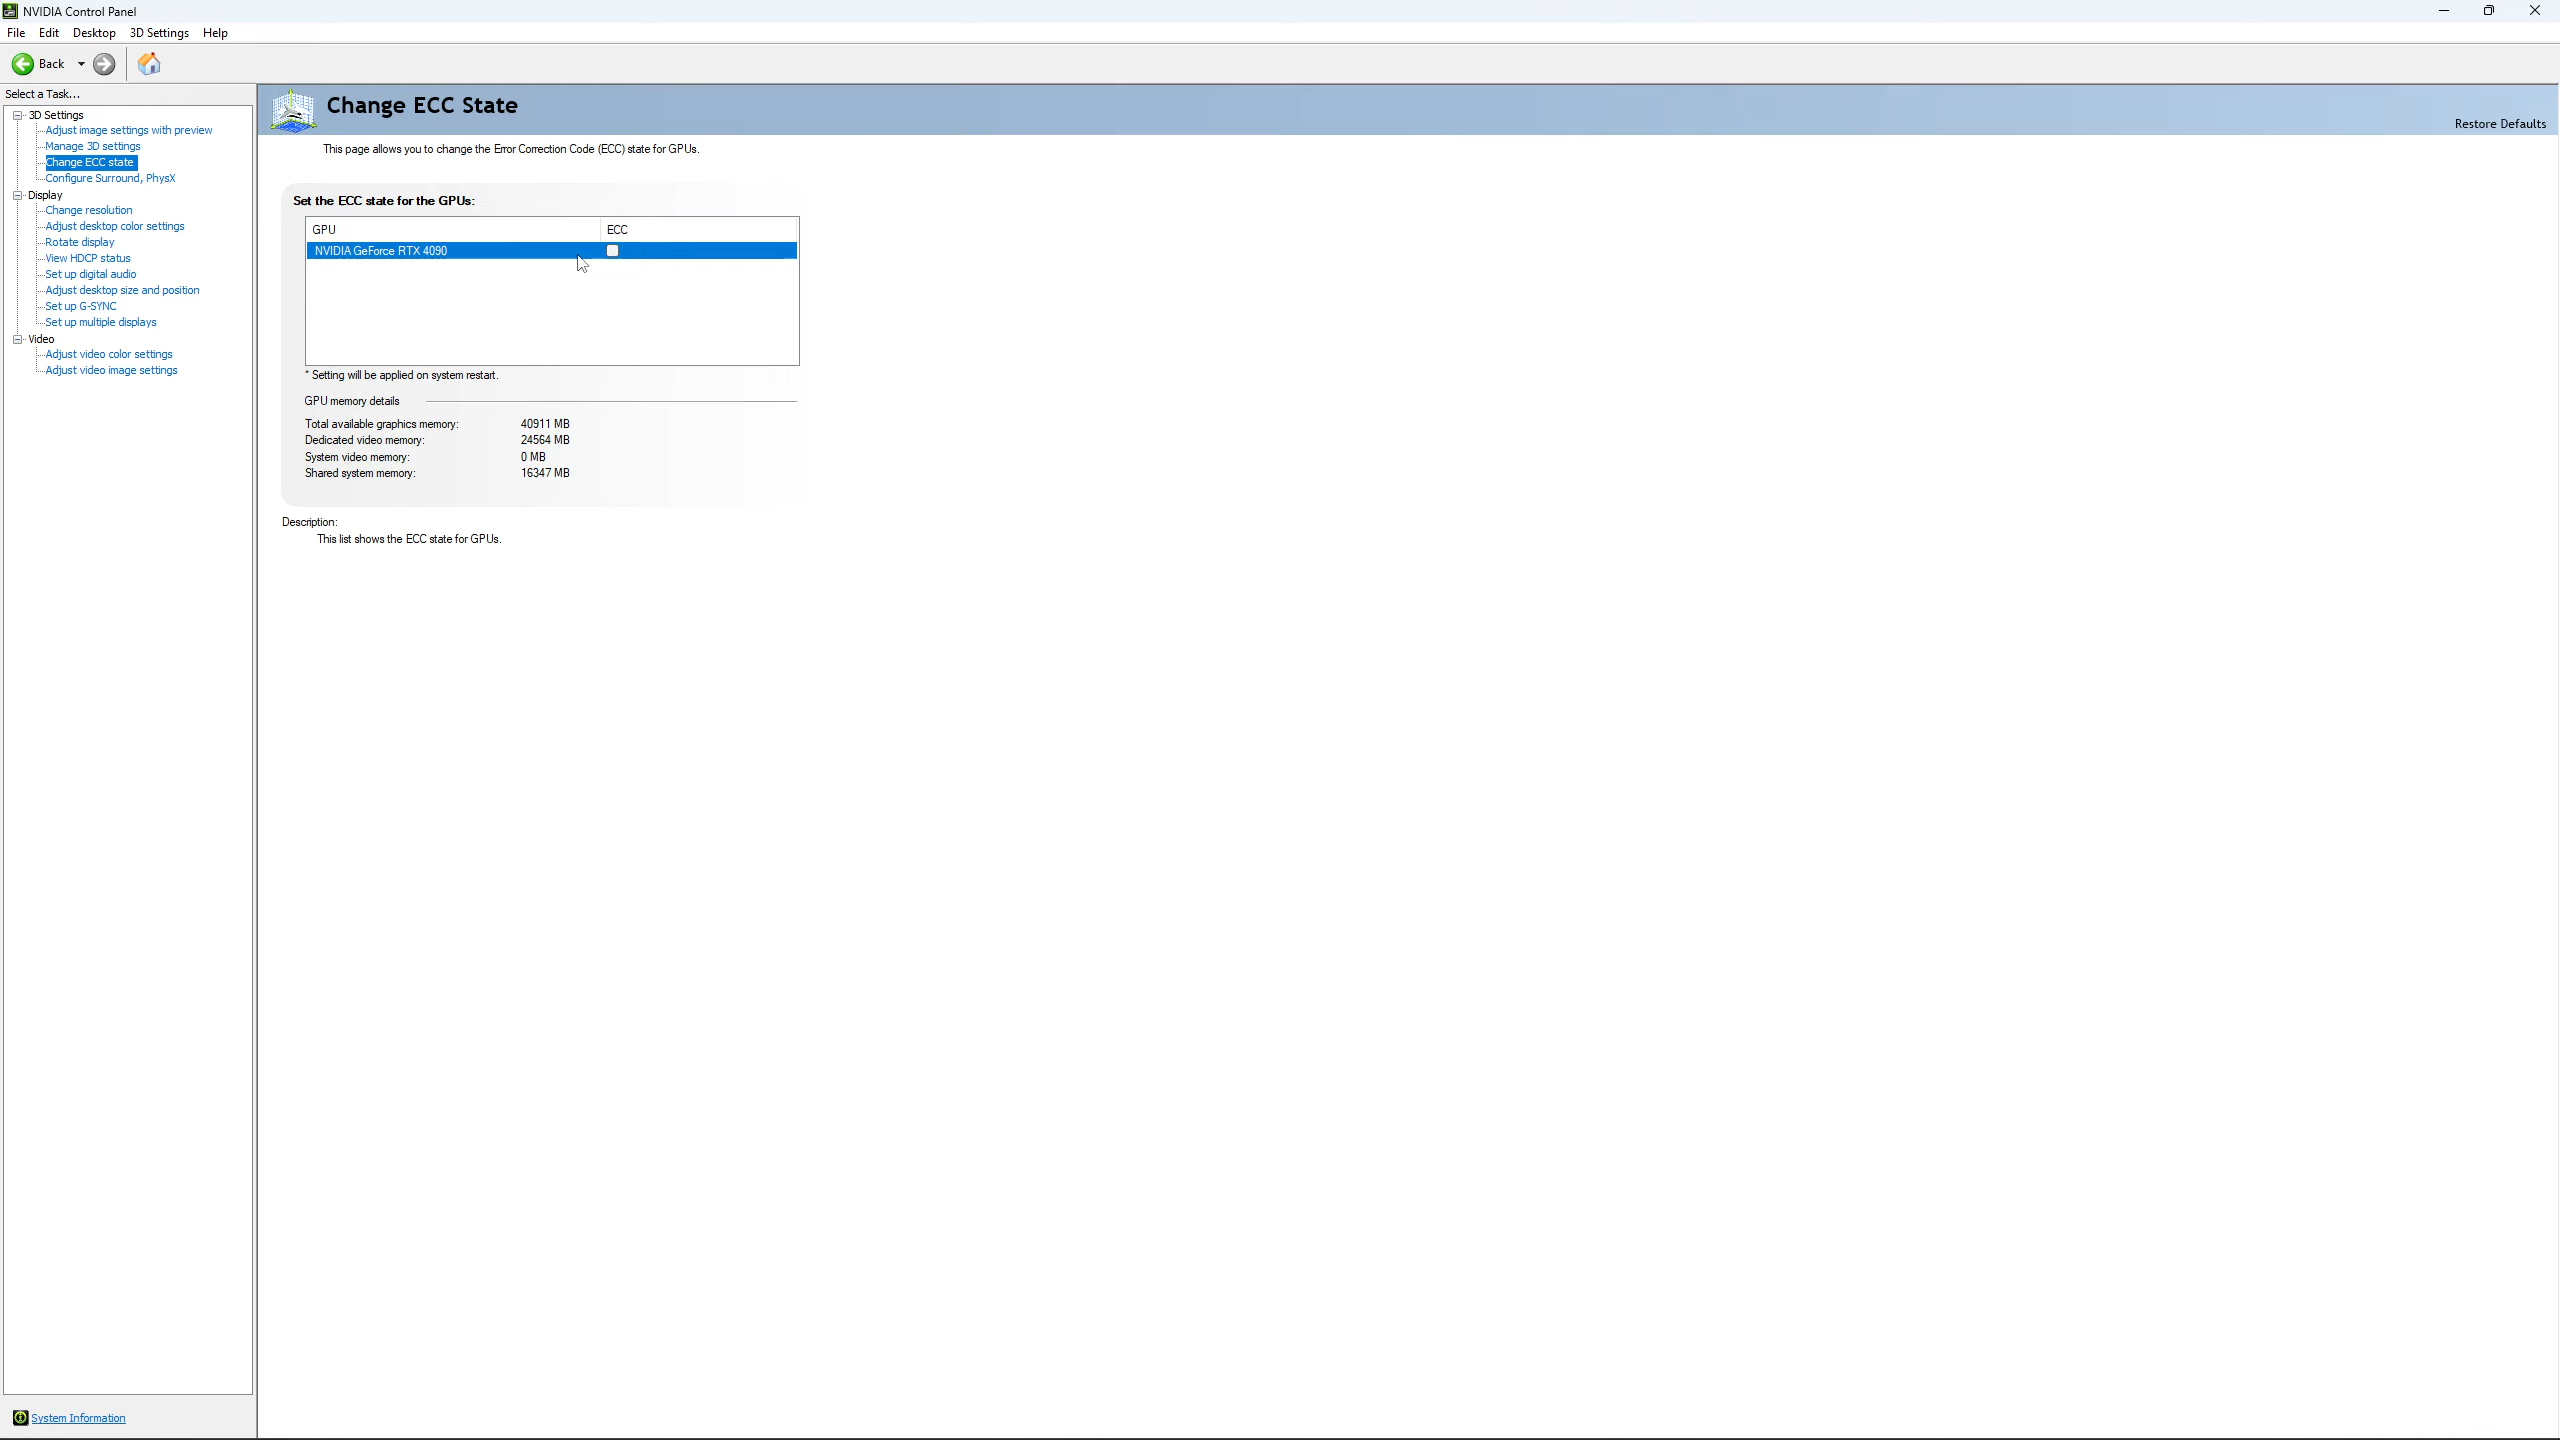 NVIDIA Control Panel
File Edit Desktop 3D Settings Help
Back
Select a Task...
3D Settings
Adjust image settings with preview
Manage 3D settings
Change ECC state
Configure Surround, PhysX
Display
Change resolution
Adjust desktop color settings
Rotate display
View HDCP status
Set up digital audio
Adjust desktop size and position
Set up G-SYNC
Set up multiple displays
Video
Adjust video color settings
Adjust video image settings
System Information
Change ECC State
Restore Defaults
This page allows you to change the Error Correction Code (ECC) state for GPUs.
Set the ECC state for the GPUs:
GPU ECC
NVIDIA GeForce RTX 4090
* Setting will be applied on system restart.
GPU memory details
Total available graphics memory: 40911 MB
Dedicated video memory: 24564 MB
System video memory: 0 MB
Shared system memory: 16347 MB
Description:
This list shows the ECC state for GPUs.